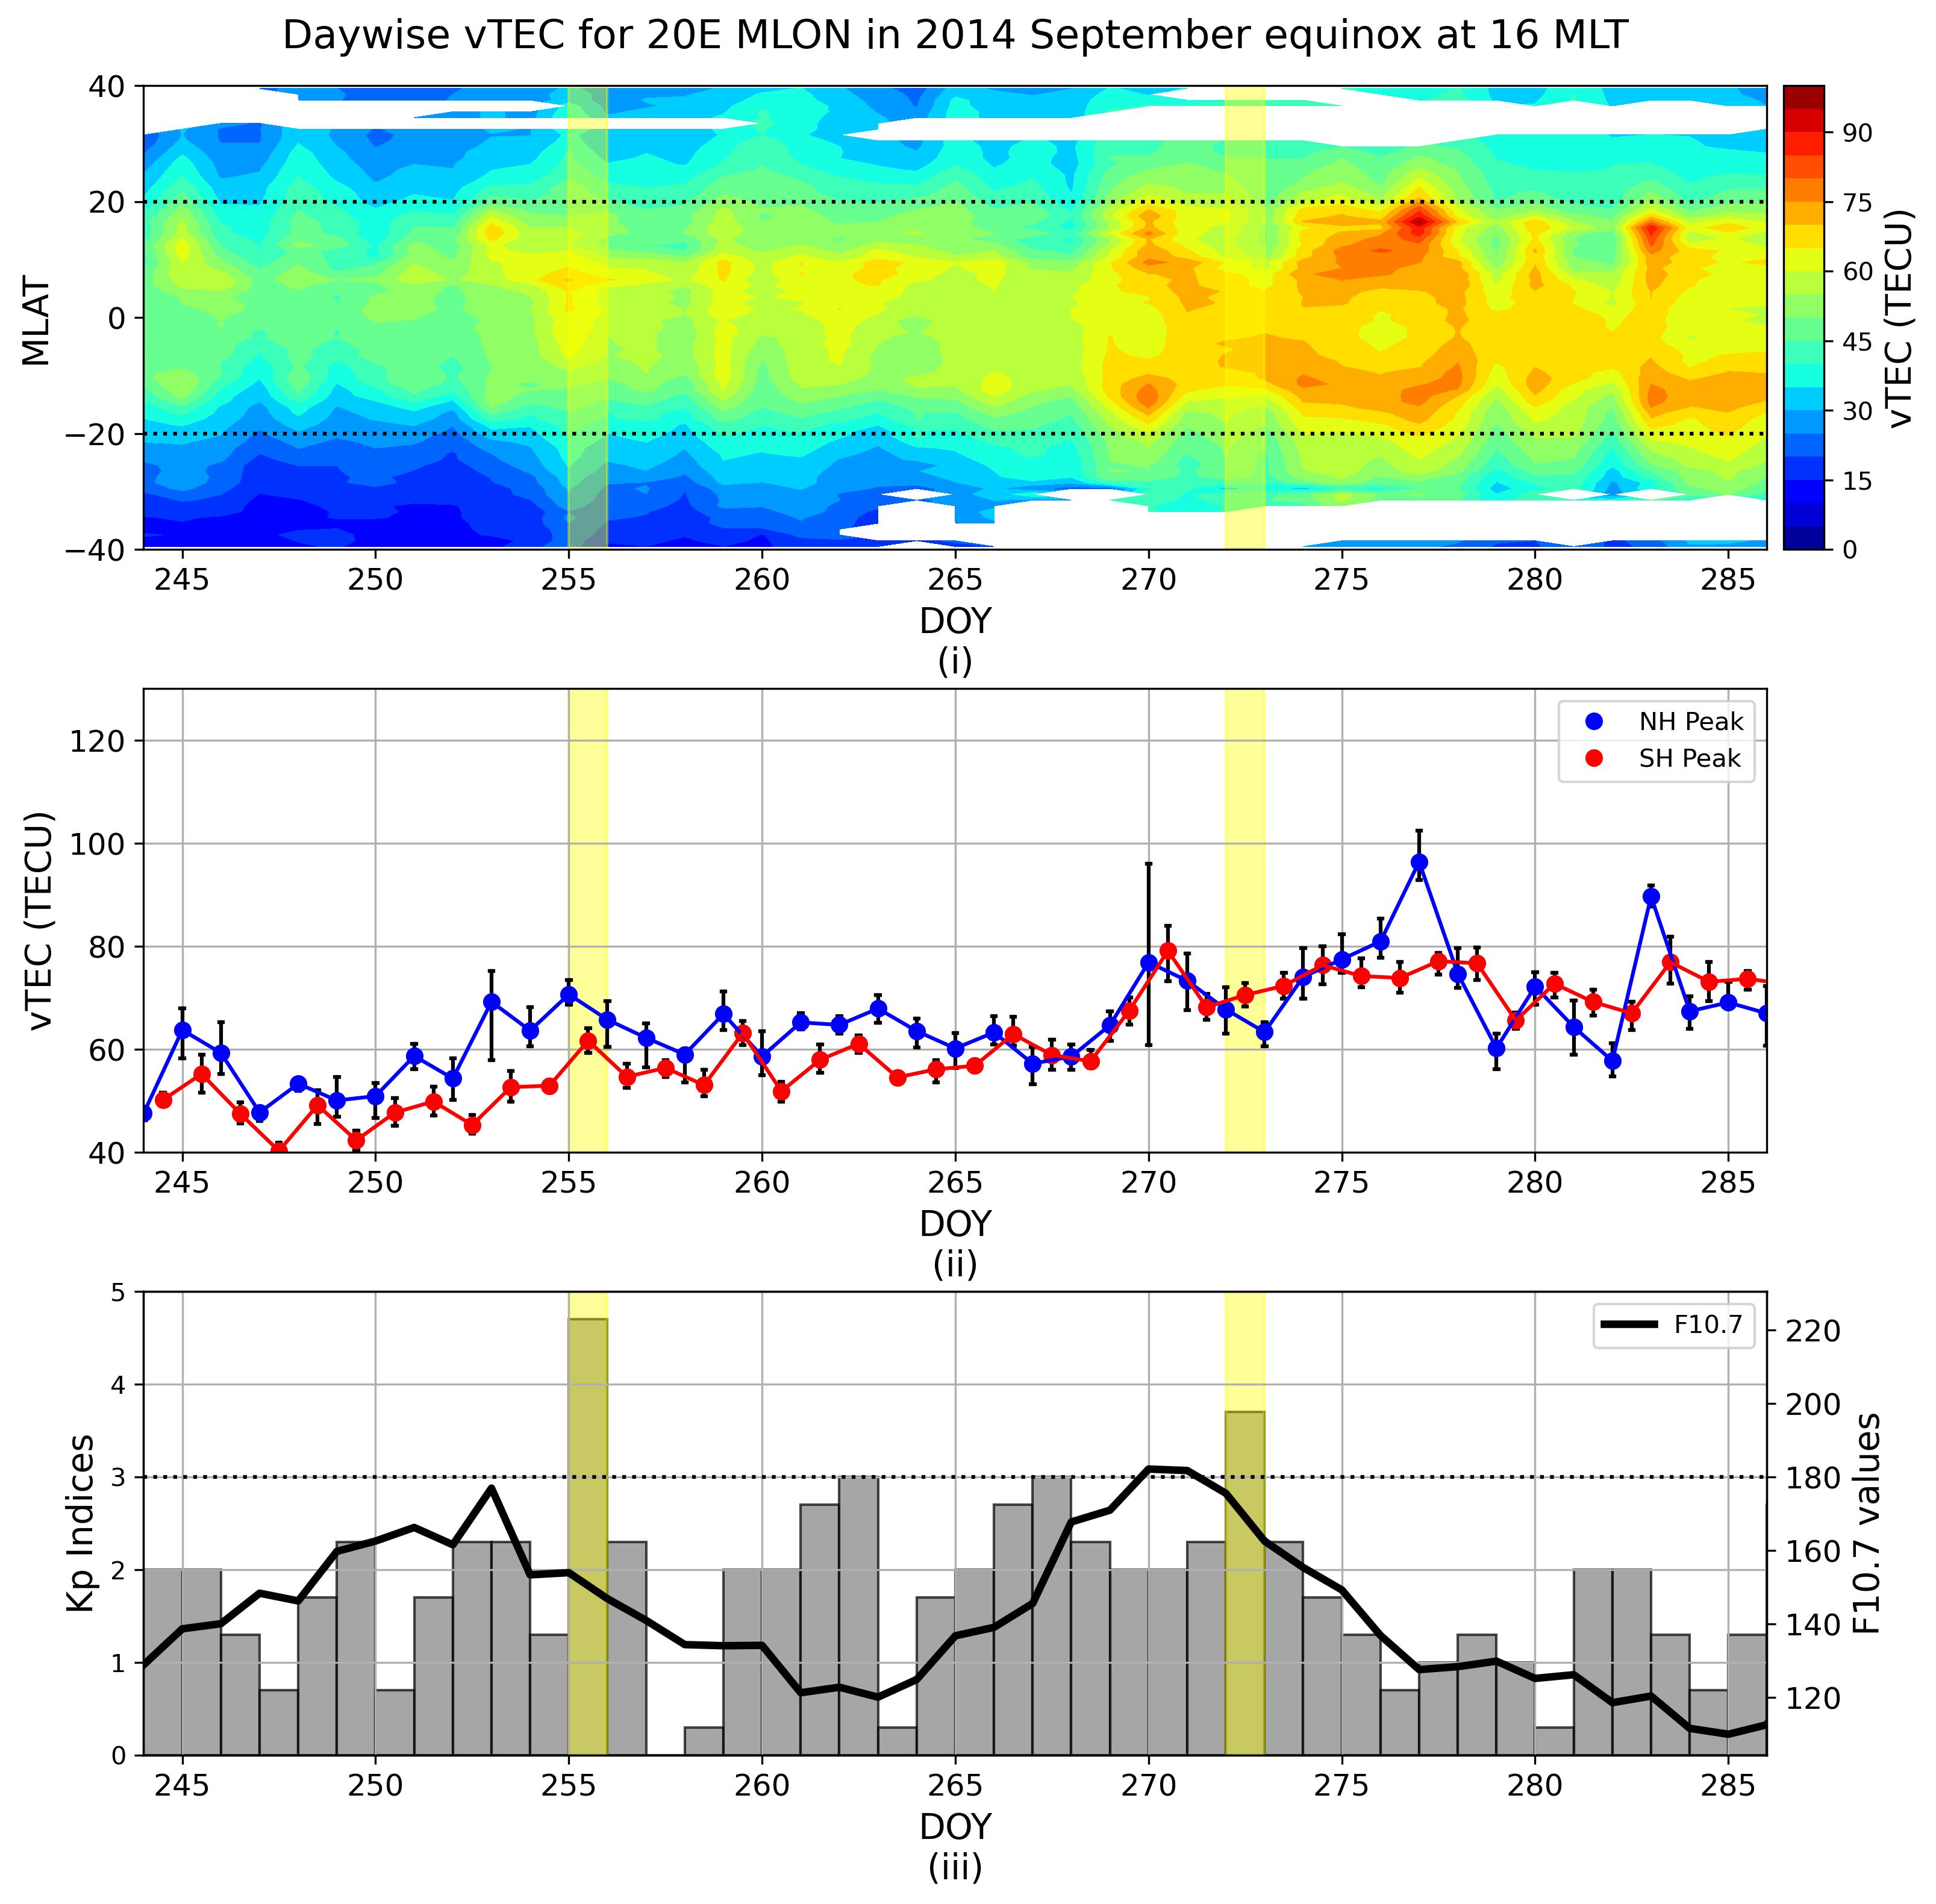 Daywise vTEC for 20E MLON in 2014 September equinox at 16 MLT
40
20
0
−20
−40
MLAT
245 250 255 260 265 270 275 280 285
DOY
(i)
90
75
60
45
30
15
0
vTEC (TECU)
120
100
80
60
40
vTEC (TECU)
NH Peak
SH Peak
245 250 255 260 265 270 275 280 285
DOY
(ii)
5
4
3
2
1
0
Kp Indices
F10.7
220
200
180
160
140
120
F10.7 values
245 250 255 260 265 270 275 280 285
DOY
(iii)